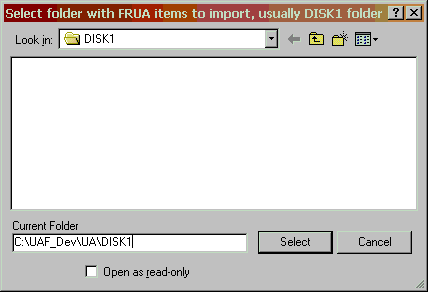 Select folder with FRUA items to import, usually DISK1 folder
Look in: DISK1
Current Folder
C:\UAF_Dev\UA\DISK1
Select Cancel
Open as read-only